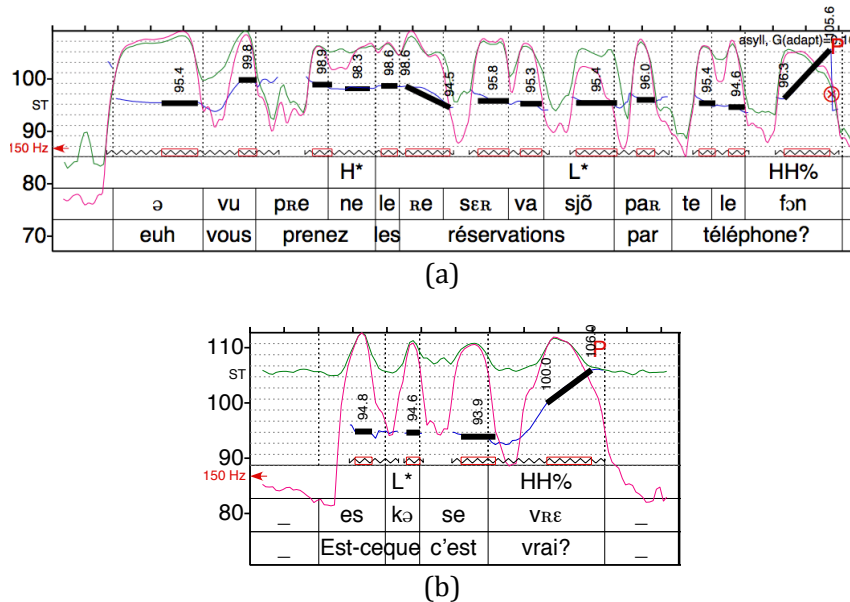 asyll, G(adapt)=0.16
105.6
P
100
ST
90
150 Hz
80
70
95.4 99.8 98.9 98.3 98.6 98.6 94.5 95.8 95.3 95.4 96.0 95.4 94.6 96.3
H* L* HH%
ə vu pʀe ne le ʀe sɛʀ va sjõ paʀ te le fɔn
euh vous prenez les réservations par téléphone?
(a)
110
ST
100
90
150 Hz
80
94.8 94.6 93.9 100.0 106.0
P
L* HH%
_ es kə se vʀɛ _
_ Est-ceque c'est vrai? _
(b)